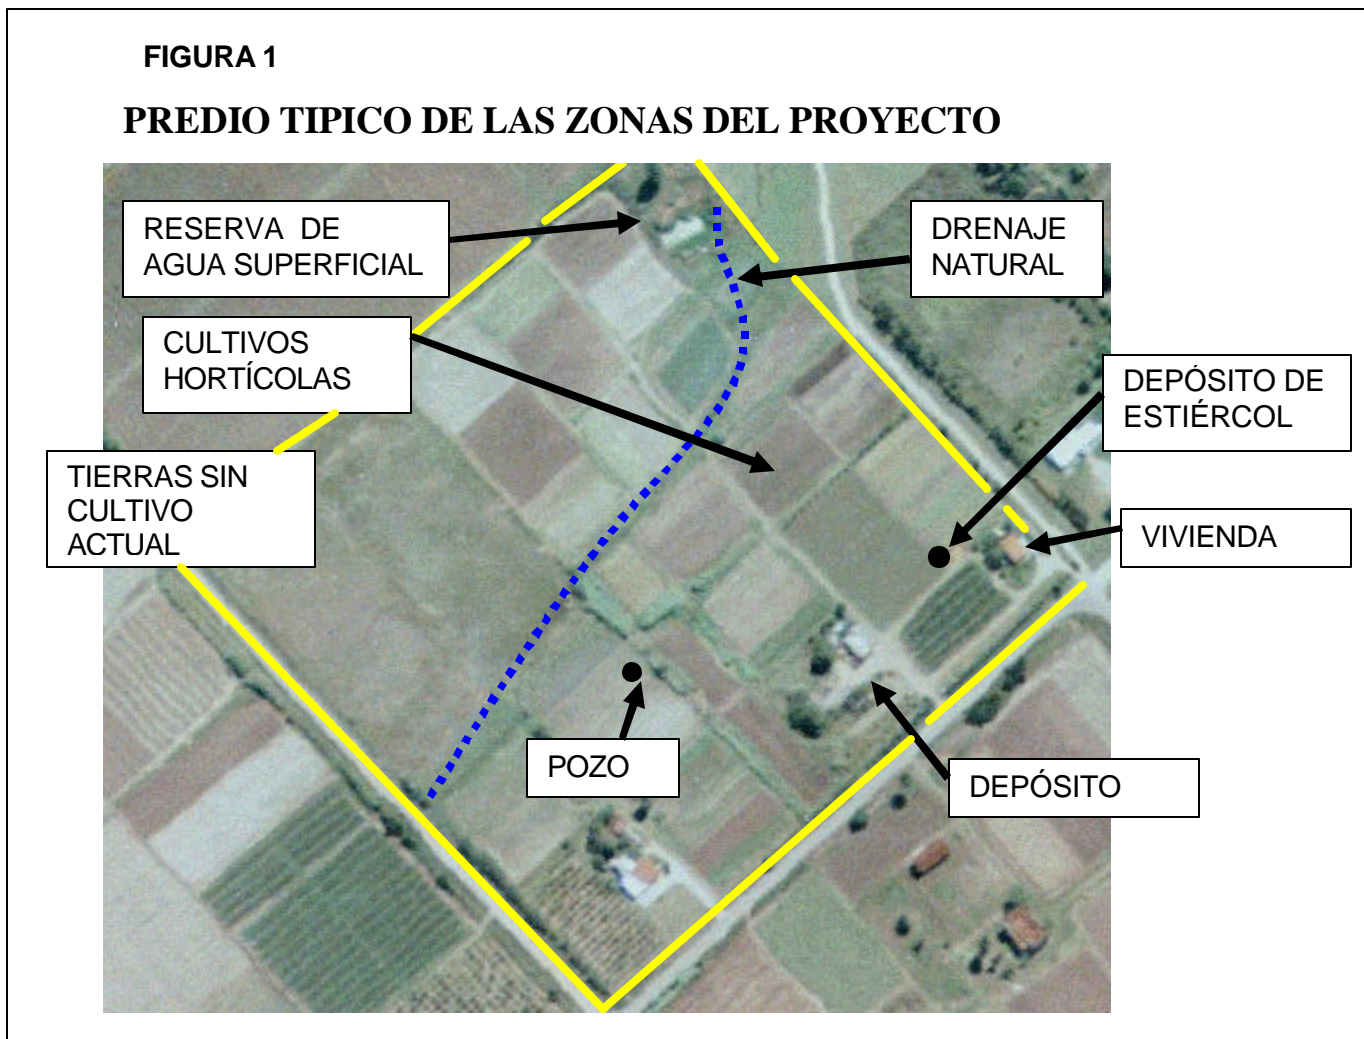 FIGURA 1
PREDIO TIPICO DE LAS ZONAS DEL PROYECTO
RESERVA DE
AGUA SUPERFICIAL
DRENAJE
NATURAL
CULTIVOS
HORTÍCOLAS
DEPÓSITO DE
ESTIÉRCOL
TIERRAS SIN
CULTIVO
ACTUAL
VIVIENDA
POZO
DEPÓSITO